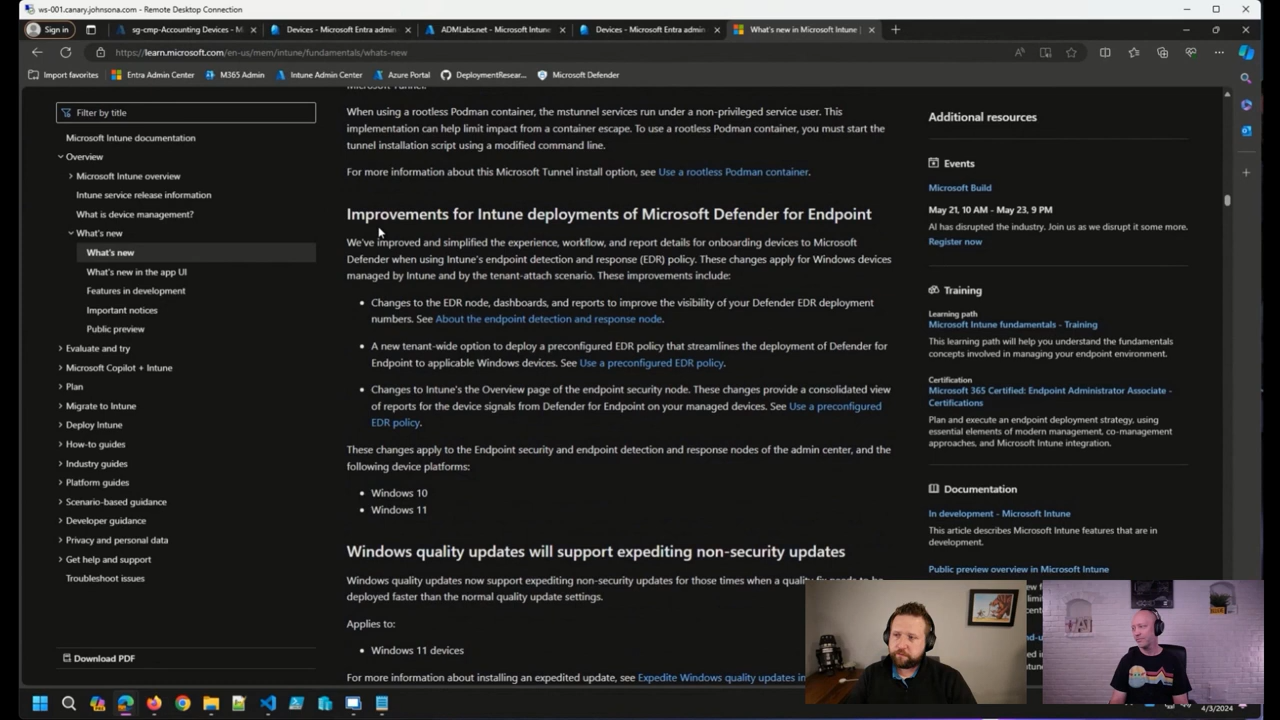 ws-001.canary.johnsona.com - Remote Desktop Connection
Sign in
sg-cmp-Accounting Devices - M
Devices - Microsoft Entra admin
ADMLabs.net - Microsoft Intune
Devices - Microsoft Entra admin
What's new in Microsoft Intune |
https://learn.microsoft.com/en-us/mem/intune/fundamentals/whats-new
Import favorites
Entra Admin Center
M365 Admin
Intune Admin Center
Azure Portal
DeploymentResear...
Microsoft Defender
Filter by title
Microsoft Intune documentation
Overview
Microsoft Intune overview
Intune service release information
What is device management?
What's new
What's new
What's new in the app UI
Features in development
Important notices
Public preview
Evaluate and try
Microsoft Copilot + Intune
Plan
Migrate to Intune
Deploy Intune
How-to guides
Industry guides
Platform guides
Scenario-based guidance
Developer guidance
Privacy and personal data
Get help and support
Troubleshoot issues
Download PDF
Microsoft Tunnel.
When using a rootless Podman container, the mstunnel services run under a non-privileged service user. This
implementation can help limit impact from a container escape. To use a rootless Podman container, you must start the
tunnel installation script using a modified command line.
For more information about this Microsoft Tunnel install option, see Use a rootless Podman container.
Improvements for Intune deployments of Microsoft Defender for Endpoint
We've improved and simplified the experience, workflow, and report details for onboarding devices to Microsoft
Defender when using Intune's endpoint detection and response (EDR) policy. These changes apply for Windows devices
managed by Intune and by the tenant-attach scenario. These improvements include:
• Changes to the EDR node, dashboards, and reports to improve the visibility of your Defender EDR deployment
numbers. See About the endpoint detection and response node.
• A new tenant-wide option to deploy a preconfigured EDR policy that streamlines the deployment of Defender for
Endpoint to applicable Windows devices. See Use a preconfigured EDR policy.
• Changes to Intune's the Overview page of the endpoint security node. These changes provide a consolidated view
of reports for the device signals from Defender for Endpoint on your managed devices. See Use a preconfigured
EDR policy.
These changes apply to the Endpoint security and endpoint detection and response nodes of the admin center, and the
following device platforms:
• Windows 10
• Windows 11
Windows quality updates will support expediting non-security updates
Windows quality updates now support expediting non-security updates for those times when a quality fix needs to be
deployed faster than the normal quality update settings.
Applies to:
• Windows 11 devices
For more information about installing an expedited update, see Expedite Windows quality updates in
Additional resources
Events
Microsoft Build
May 21, 10 AM - May 23, 9 PM
AI has disrupted the industry. Join us as we disrupt it some more.
Register now
Training
Learning path
Microsoft Intune fundamentals - Training
This learning path will help you understand the fundamentals
concepts involved in managing your endpoint environment.
Certification
Microsoft 365 Certified: Endpoint Administrator Associate -
Certifications
Plan and execute an endpoint deployment strategy, using
essential elements of modern management, co-management
approaches, and Microsoft Intune integration.
Documentation
In development - Microsoft Intune
This article describes Microsoft Intune features that are in
development.
Public preview overview in Microsoft Intune
4/3/2024